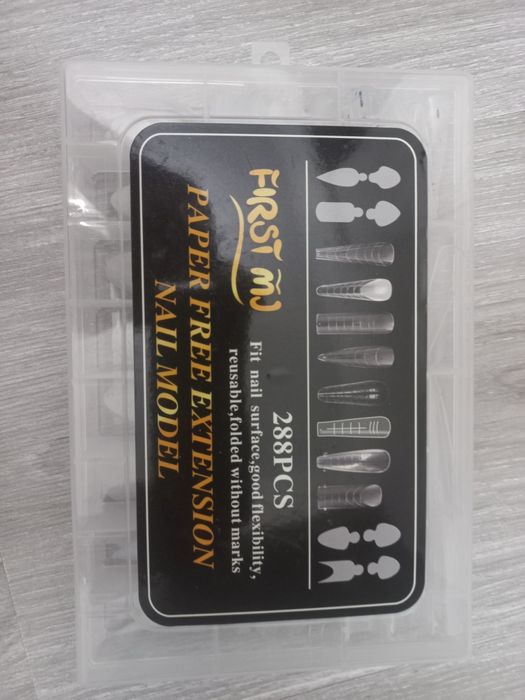 FIRST MJ
PAPER FREE EXTENSION
NAIL MODEL
288PCS
Fit nail surface,good flexibility,
reusable,folded without marks